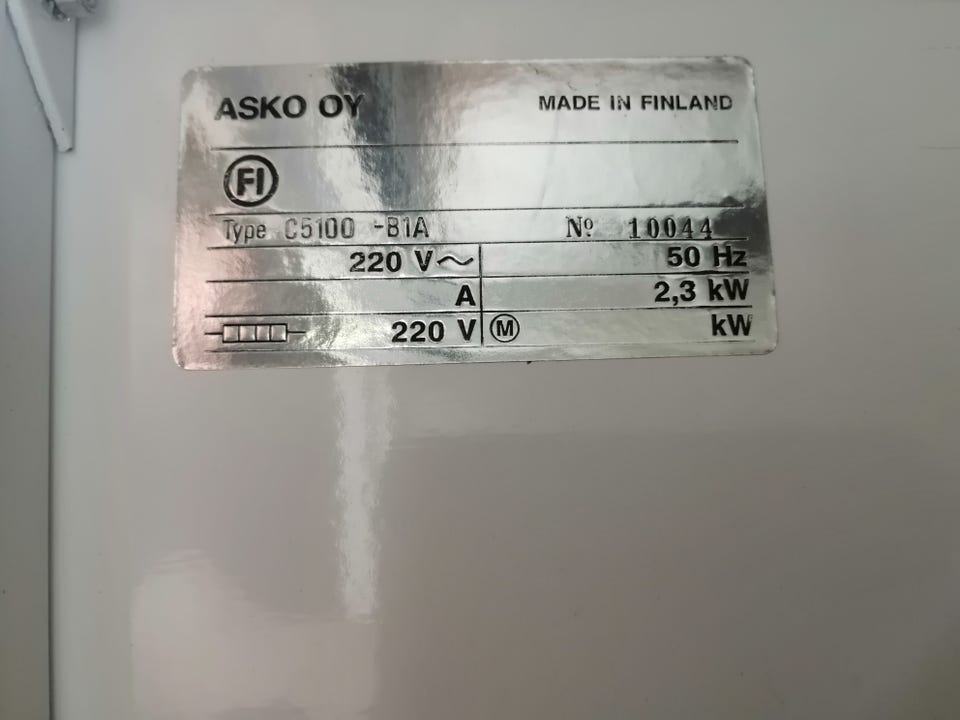 ASKO OY MADE IN FINLAND
FI
Type C5100 -B1A Nº 10044
220 V~ 50 Hz
A 2,3 kW
220 V M kW